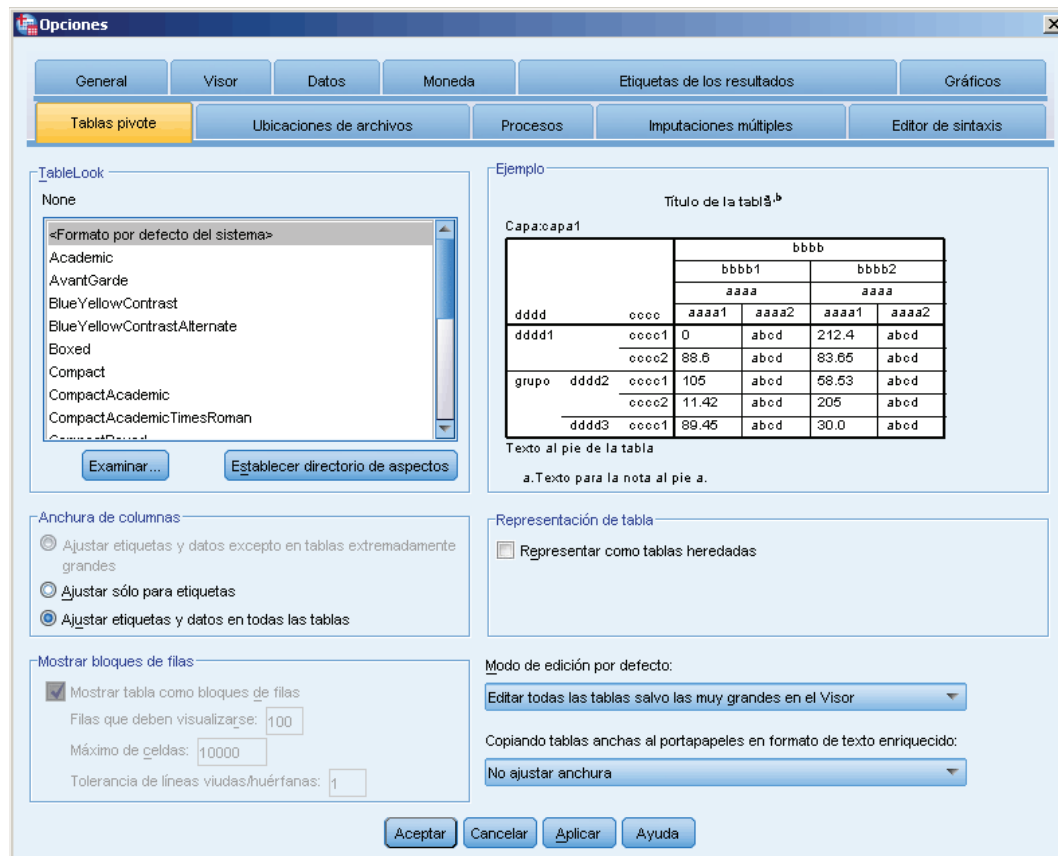 Opciones
General Visor Datos Moneda Etiquetas de los resultados Gráficos
Tablas pivote Ubicaciones de archivos Procesos Imputaciones múltiples Editor de sintaxis
TableLook
None
<Formato por defecto del sistema>
Academic
AvantGarde
BlueYellowContrast
BlueYellowContrastAlternate
Boxed
Compact
CompactAcademic
CompactAcademicTimesRoman
CompactBoxed
Examinar... Establecer directorio de aspectos
Ejemplo
Título de la tabla a,b
Capa:capa1
bbbb
bbbb1 bbbb2
aaaa aaaa
dddd cccc aaaa1 aaaa2 aaaa1 aaaa2
dddd1 cccc1 0 abcd 212.4 abcd
cccc2 88.6 abcd 83.65 abcd
grupo dddd2 cccc1 105 abcd 58.53 abcd
cccc2 11.42 abcd 205 abcd
dddd3 cccc1 89.45 abcd 30.0 abcd
Texto al pie de la tabla
a.Texto para la nota al pie a.
Anchura de columnas
Ajustar etiquetas y datos excepto en tablas extremadamente
grandes
Ajustar sólo para etiquetas
Ajustar etiquetas y datos en todas las tablas
Representación de tabla
Representar como tablas heredadas
Mostrar bloques de filas
Mostrar tabla como bloques de filas
Filas que deben visualizarse: 100
Máximo de celdas: 10000
Tolerancia de líneas viudas/huérfanas: 1
Modo de edición por defecto:
Editar todas las tablas salvo las muy grandes en el Visor
Copiando tablas anchas al portapapeles en formato de texto enriquecido:
No ajustar anchura
Aceptar Cancelar Aplicar Ayuda